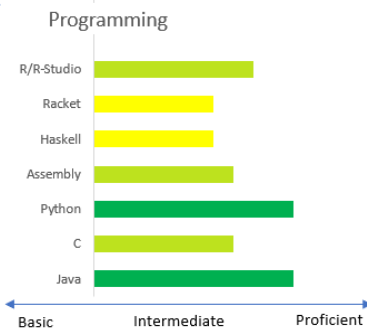 Programming
R/R-Studio
Racket
Haskell
Assembly
Python
C
Java
Basic Intermediate Proficient